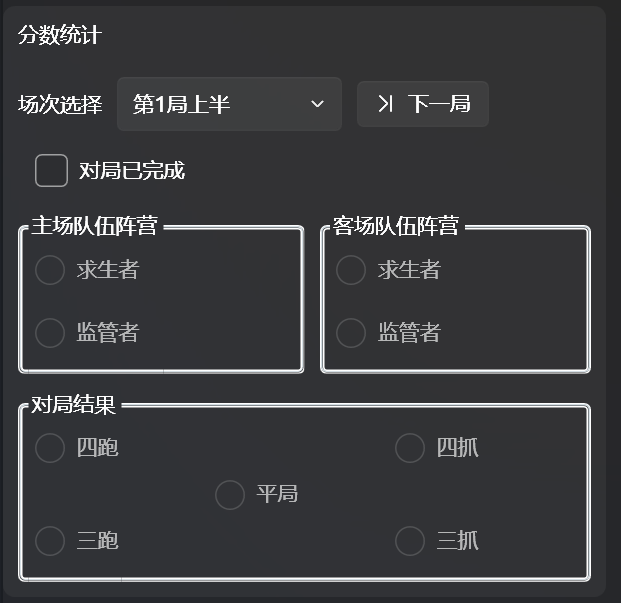 分数统计
场次选择 第1局上半 下一局
对局已完成
主场队伍阵营 客场队伍阵营
求生者 求生者
监管者 监管者
对局结果
四跑 四抓
平局
三跑 三抓